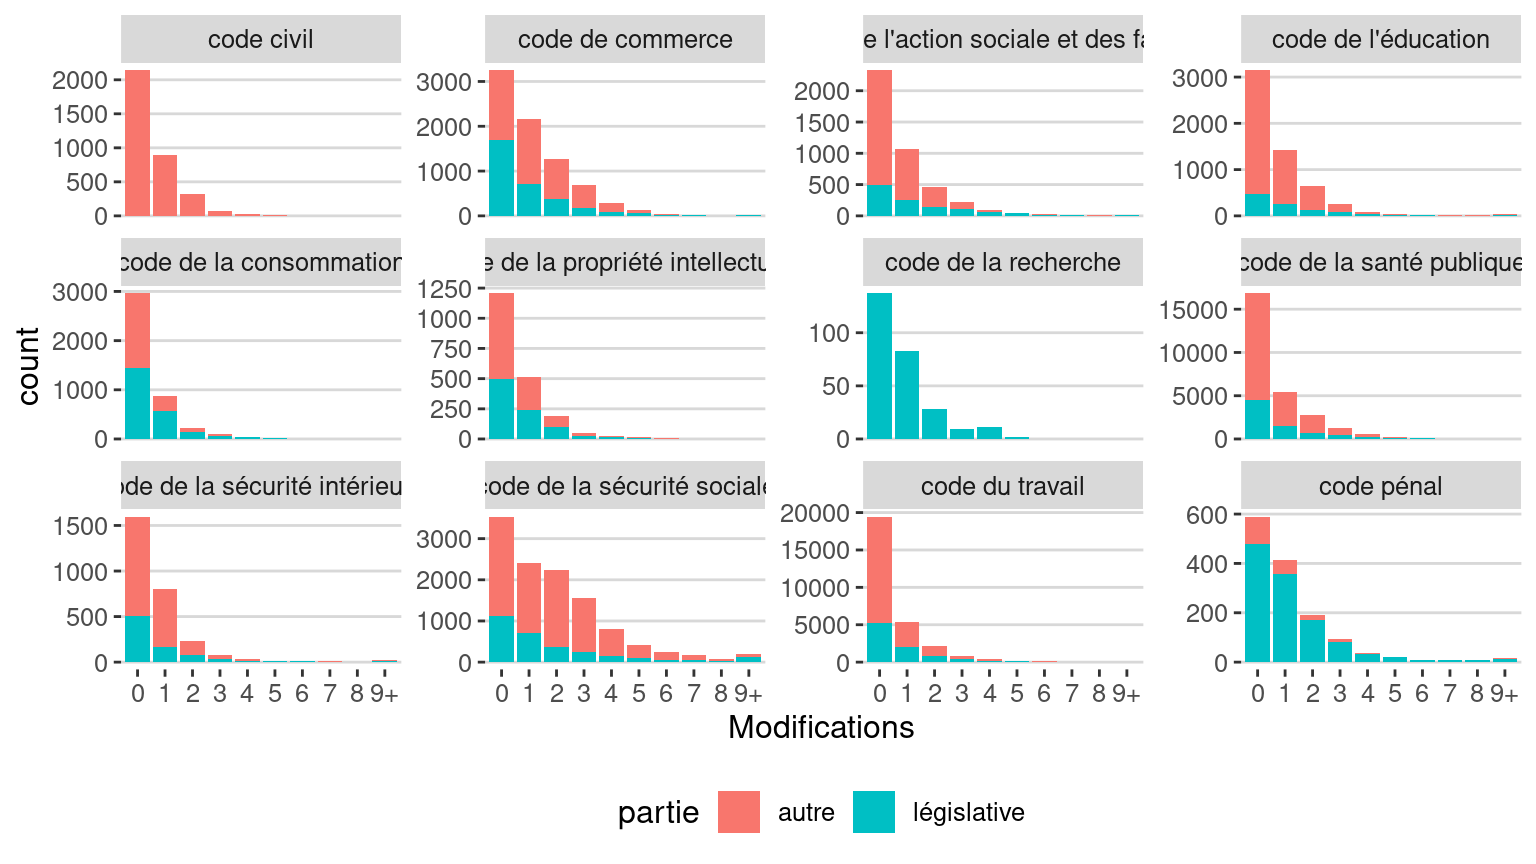 code civil
code de commerce
e l'action sociale et des fa
code de l'éducation
2000
1500
1000
500
0
3000
2000
1000
0
2000
1500
1000
500
0
3000
2000
1000
0
code de la consommation
e de la propriété intellectu
code de la recherche
code de la santé publique
3000
2000
1000
0
1250
1000
750
500
250
0
100
50
0
15000
10000
5000
0
ode de la sécurité intérieu
code de la sécurité sociale
code du travail
code pénal
1500
1000
500
0
3000
2000
1000
0
20000
15000
10000
5000
0
600
400
200
0
0 1 2 3 4 5 6 7 8 9+
0 1 2 3 4 5 6 7 8 9+
0 1 2 3 4 5 6 7 8 9+
0 1 2 3 4 5 6 7 8 9+
count
Modifications
partie autre législative